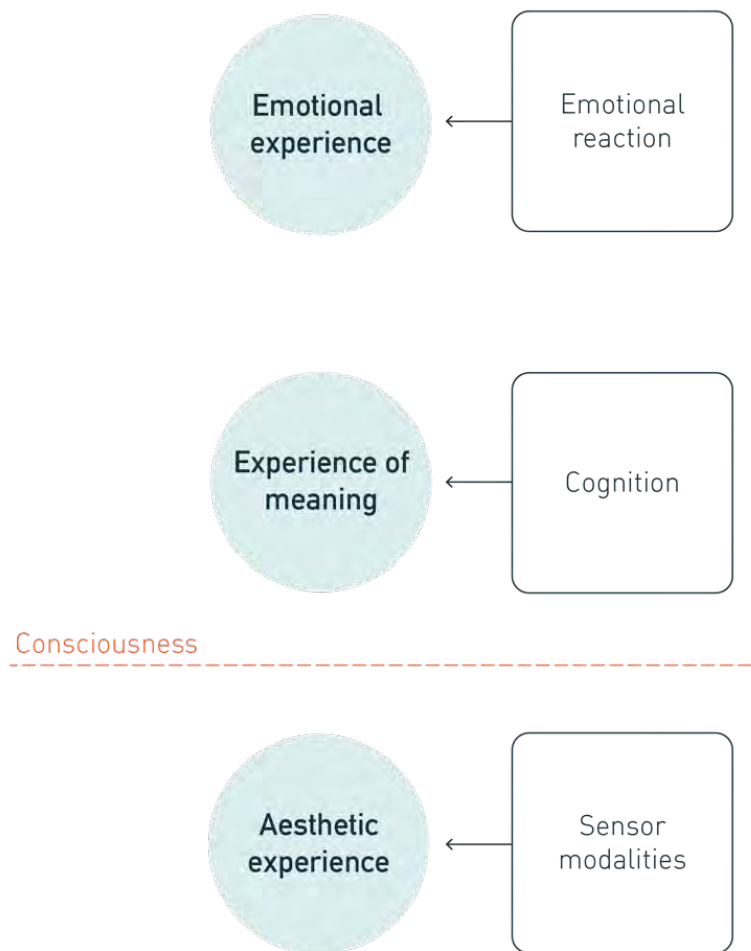 Emotional
experience
Emotional
reaction
Experience of
meaning
Cognition
Consciousness
Aesthetic
experience
Sensor
modalities